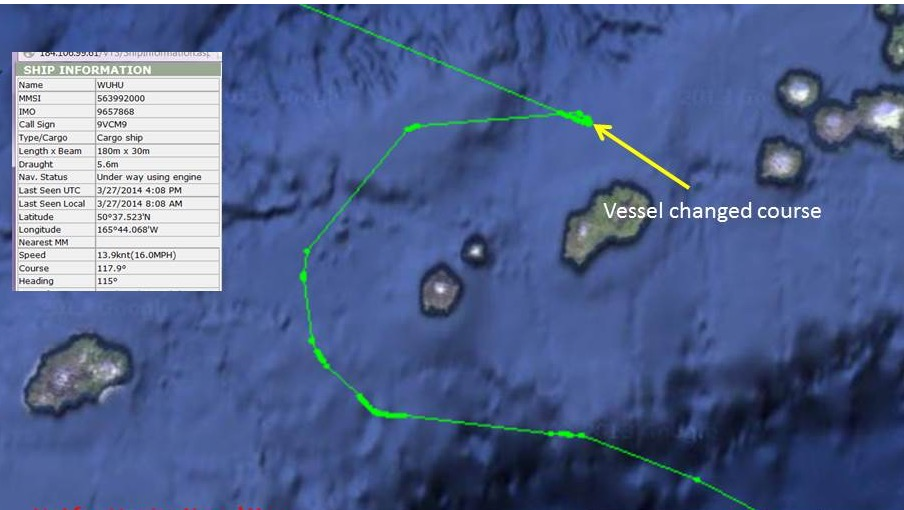 SHIP INFORMATION
Name WUHU
MMSI 563992000
IMO 9657868
Call Sign 9VCM9
Type/Cargo Cargo ship
Length x Beam 180m x 30m
Draught 5.6m
Nav. Status Under way using engine
Last Seen UTC 3/27/2014 4:08 PM
Last Seen Local 3/27/2014 8:08 AM
Latitude 50°37.523'N
Longitude 165°44.068'W
Nearest MM
Speed 13.9knt(16.0MPH)
Course 117.9°
Heading 115°
Vessel changed course